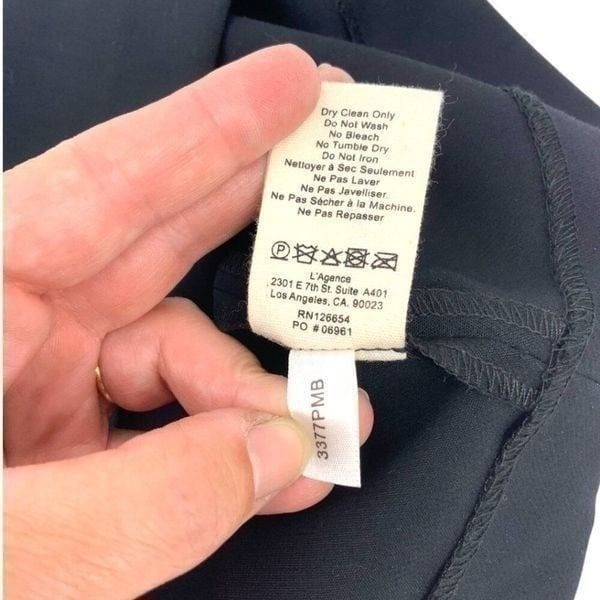 Dry Clean Only
Do Not Wash
No Bleach
No Tumble Dry
Do Not Iron
Nettoyer à Sec Seulement
Ne Pas Laver
Ne Pas Javelliser.
Ne Pas Sécher à la Machine.
Ne Pas Repasser
P
L'Agence
2301 E 7th St. Suite A401
Los Angeles, CA. 90023
RN126654
PO # 06961
3377PMB